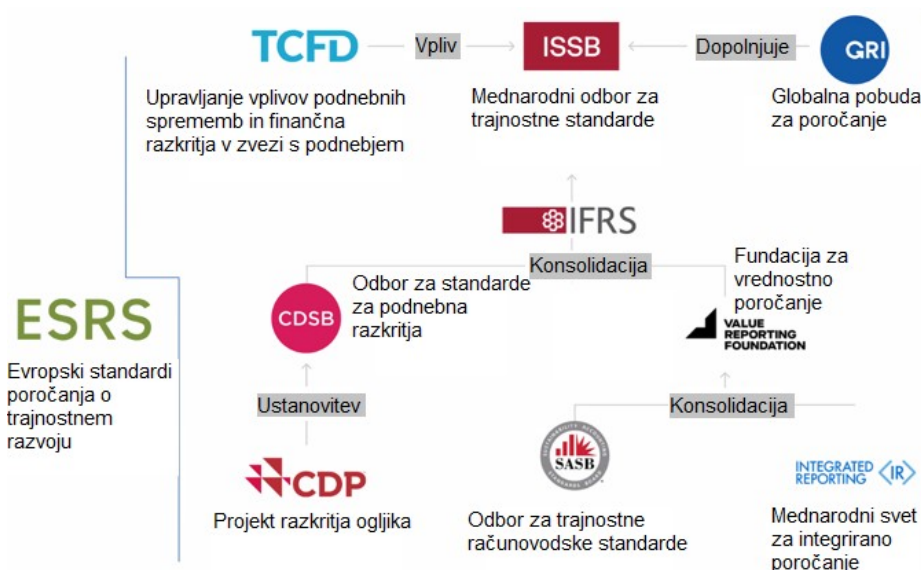 TCFD
Vpliv
ISSB
Dopolnjuje
GRI
Upravljanje vplivov podnebnih
sprememb in finančna
razkritja v zvezi s podnebjem
Mednarodni odbor za
trajnostne standarde
Globalna pobuda
za poročanje
IFRS
Konsolidacija
Fundacija za
vrednostno
poročanje
CDSB
Odbor za standarde
za podnebna
razkritja
VALUE
REPORTING
FOUNDATION
ESRS
Evropski standardi
poročanja o
trajnostnem
razvoju
Ustanovitev
Konsolidacija
CDP
Projekt razkritja ogljika
SASB
Odbor za trajnostne
računovodske standarde
INTEGRATED
REPORTING <IR>
Mednarodni svet
za integrirano
poročanje